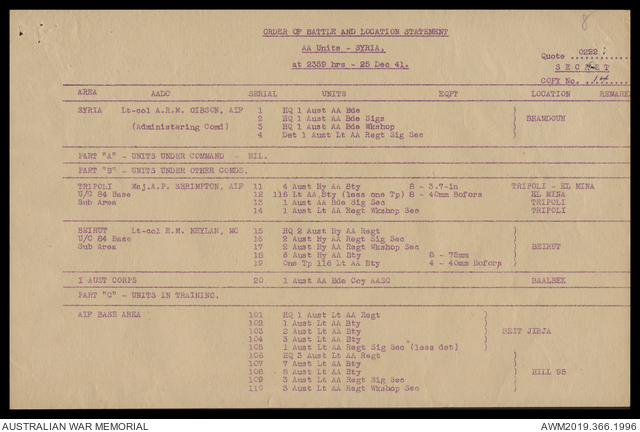 8
ORDER OF BATTLE AND LOCATION STATEMENT
AA Units - SYRIA.
at 2359 hrs - 25 Dec 41.
Quote 0222
SECRET
COPY No. 14
AREA AADC SERIAL UNITS EQPT LOCATION REMARK
SYRIA Lt-col A.R.M. GIBSON, AIF 1 HQ 1 Aust AA Bde
2 HQ 1 Aust AA Bde Sigs BHAMDOUN
(Administering Comd) 3 HQ 1 Aust AA Bde Wkshop
4 Det 1 Aust Lt AA Regt Sig Sec
PART "A" - UNITS UNDER COMMAND - NIL.
PART "B" - UNITS UNDER OTHER COMDS.
TRIPOLI Maj.A.P. SHRIMPTON, AIF 11 4 Aust Hy AA Bty 8 - 3.7-in TRIPOLI - EL MINA
U/C 84 Base 12 116 Lt AA Bty (less one Tp) 8 - 40mm Bofors EL MINA
Sub Area 13 1 Aust AA Bde Sig Sec TRIPOLI
14 1 Aust Lt AA Regt Wkshop Sec TRIPOLI
BEIRUT Lt-col E.M. NEYLAN, MC 15 HQ 2 Aust Hy AA Regt
U/C 84 Base 16 2 Aust Hy AA Regt Sig Sec
Sub Area 17 2 Aust Hy AA Regt Wkshop Sec BEIRUT
18 8 Aust Hy AA Bty 8 - 75mm
19 One Tp 116 Lt AA Bty 4 - 40mm Bofors
1 AUST CORPS 20 1 Aust AA Bde Coy AASC BAALBEK
PART "C" - UNITS IN TRAINING.
AIF BASE AREA 101 HQ 1 Aust Lt AA Regt
102 1 Aust Lt AA Bty
103 2 Aust Lt AA Bty BEIT JIRJA
104 3 Aust Lt AA Bty
105 1 Aust Lt AA Regt Sig Sec (less det)
106 HQ 3 Aust Lt AA Regt
107 7 Aust Lt AA Bty
108 8 Aust Lt AA Bty HILL 95
109 3 Aust Lt AA Regt Sig Sec
110 3 Aust Lt AA Regt Wkshop Sec
AUSTRALIAN WAR MEMORIAL AWM2019.366.1996